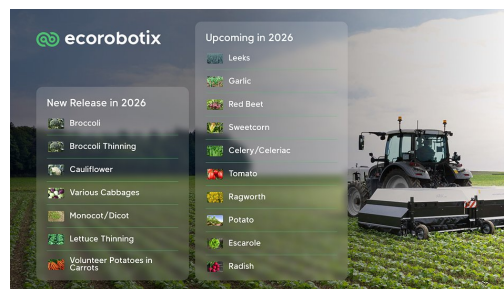 ecorobotix
New Release in 2026
Broccoli
Broccoli Thinning
Cauliflower
Various Cabbages
Monocot/Dicot
Lettuce Thinning
Volunteer Potatoes in
Carrots
Upcoming in 2026
Leeks
Garlic
Red Beet
Sweetcorn
Celery/Celeriac
Tomato
Ragworth
Potato
Escarole
Radish